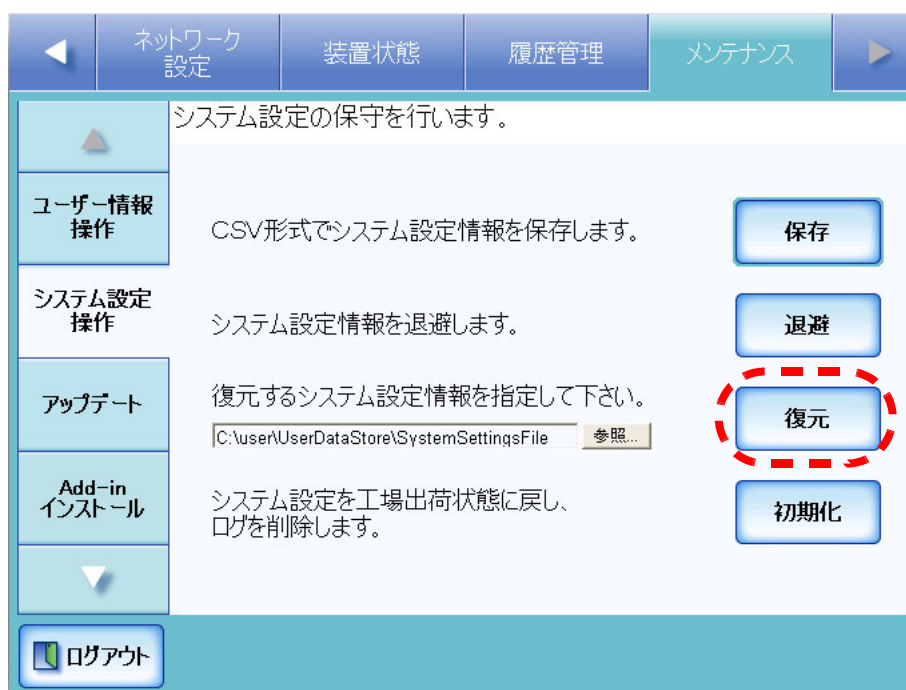 ネットワーク
設定
装置状態
履歴管理
メンテナンス
システム設定の保守を行います。
ユーザー情報
操作
CSV形式でシステム設定情報を保存します。
保存
システム設定
操作
システム設定情報を退避します。
退避
アップデート
復元するシステム設定情報を指定して下さい。
復元
C:\user\UserDataStore\SystemSettingsFile
参照...
Add-in
インストール
システム設定を工場出荷状態に戻し、
ログを削除します。
初期化
ログアウト